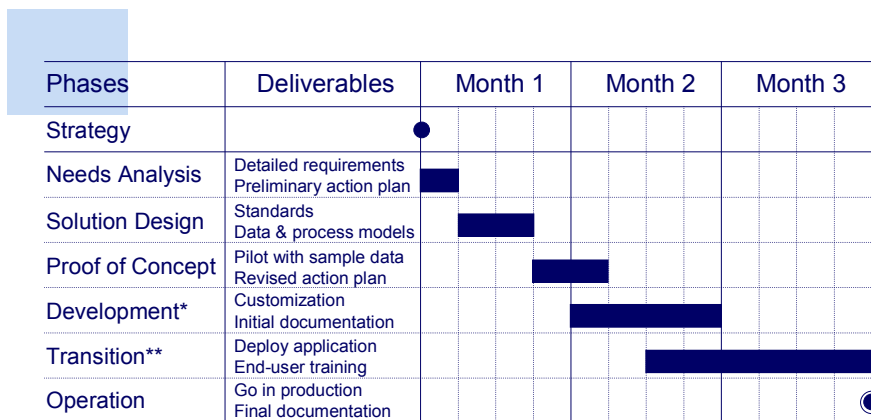 Phases Deliverables Month 1 Month 2 Month 3
Strategy
Needs Analysis Detailed requirements
Preliminary action plan
Solution Design Standards
Data & process models
Proof of Concept Pilot with sample data
Revised action plan
Development* Customization
Initial documentation
Transition** Deploy application
End-user training
Operation Go in production
Final documentation